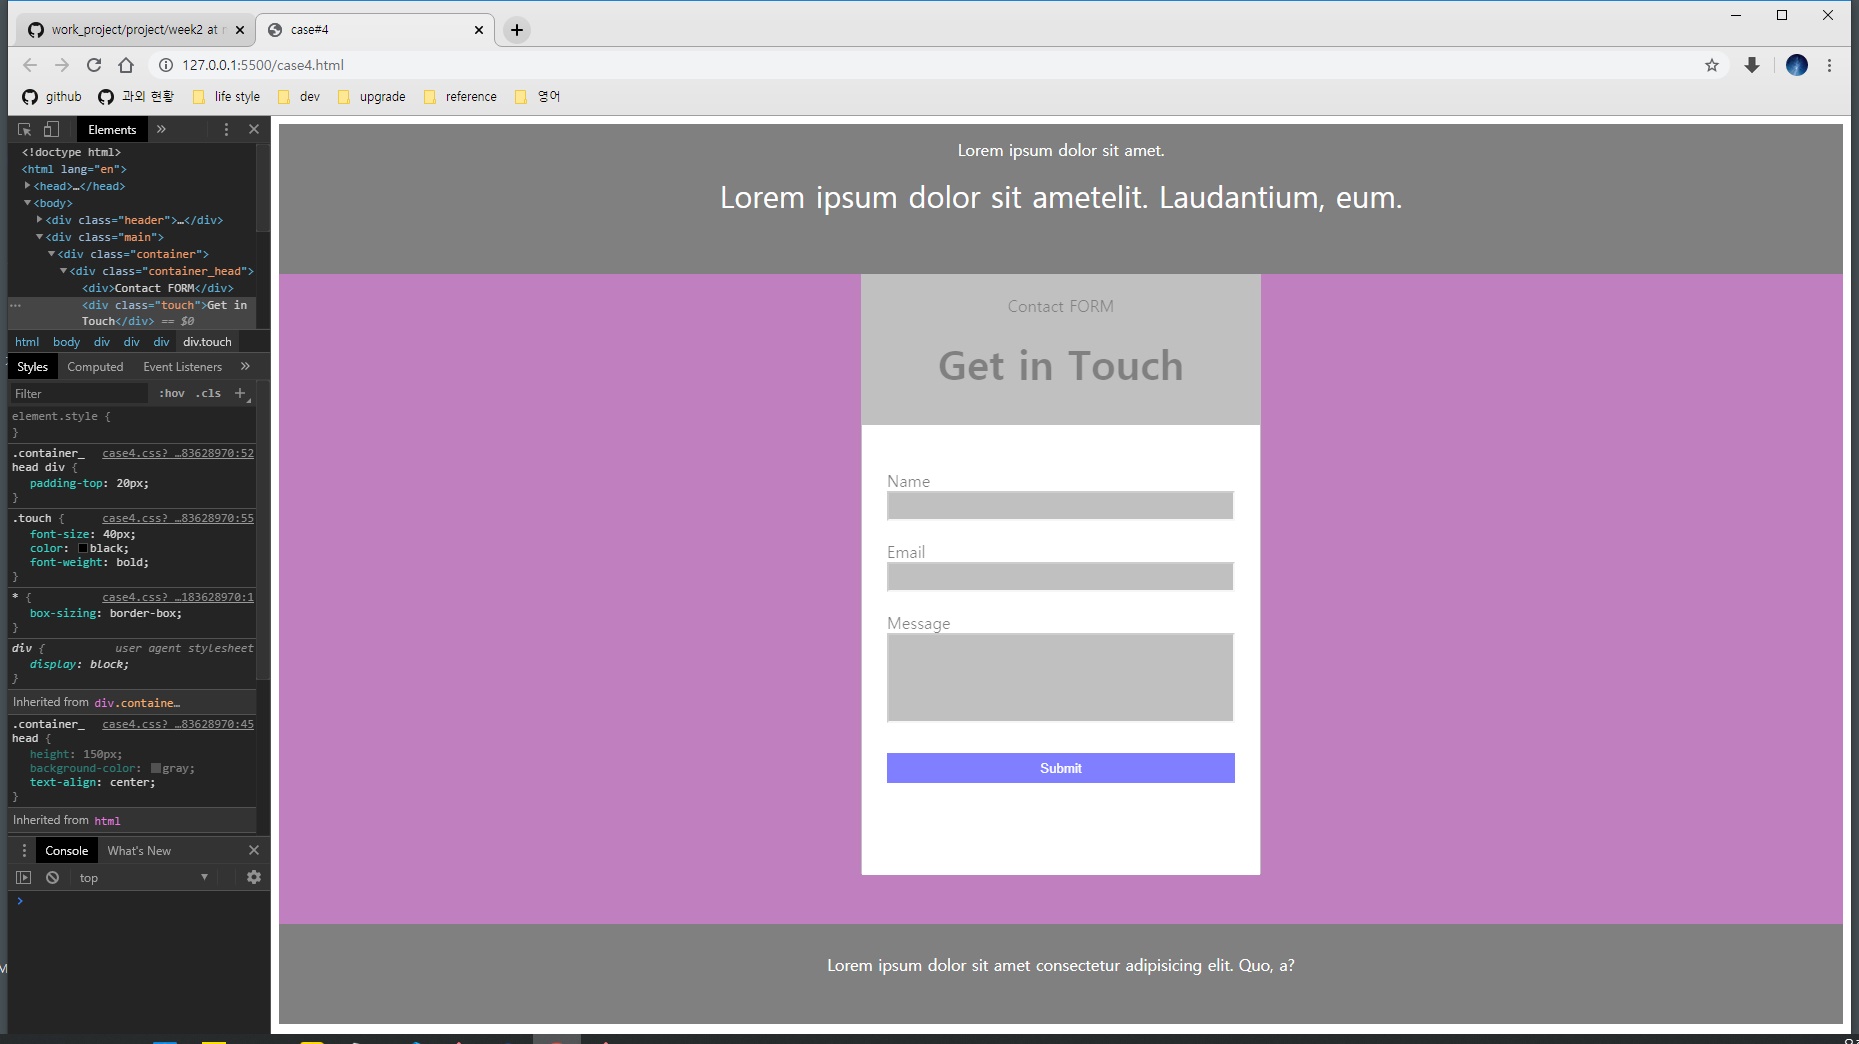 work_project/project/week2 at
case#4
127.0.0.1:5500/case4.html
github
과외 현황
life style
dev
upgrade
reference
영어
Elements
<!doctype html>
<html lang="en">
<head>…</head>
<body>
<div class="header">…</div>
<div class="main">
<div class="container">
<div class="container_head">
<div>Contact FORM</div>
<div class="touch">Get in
Touch</div> == $0
html body div div div div.touch
Styles Computed Event Listeners
Filter :hov .cls
element.style {
}
.container_ case4.css? …83628970:52
head div {
padding-top: 20px;
}
.touch { case4.css? …83628970:55
font-size: 40px;
color: black;
font-weight: bold;
}
* { case4.css? …183628970:1
box-sizing: border-box;
}
div { user agent stylesheet
display: block;
}
Inherited from div.containe…
.container_ case4.css? …83628970:45
head {
height: 150px;
background-color: gray;
text-align: center;
}
Inherited from html
Console What's New
top
Lorem ipsum dolor sit amet.
Lorem ipsum dolor sit ametelit. Laudantium, eum.
Contact FORM
Get in Touch
Name
Email
Message
Submit
Lorem ipsum dolor sit amet consectetur adipisicing elit. Quo, a?